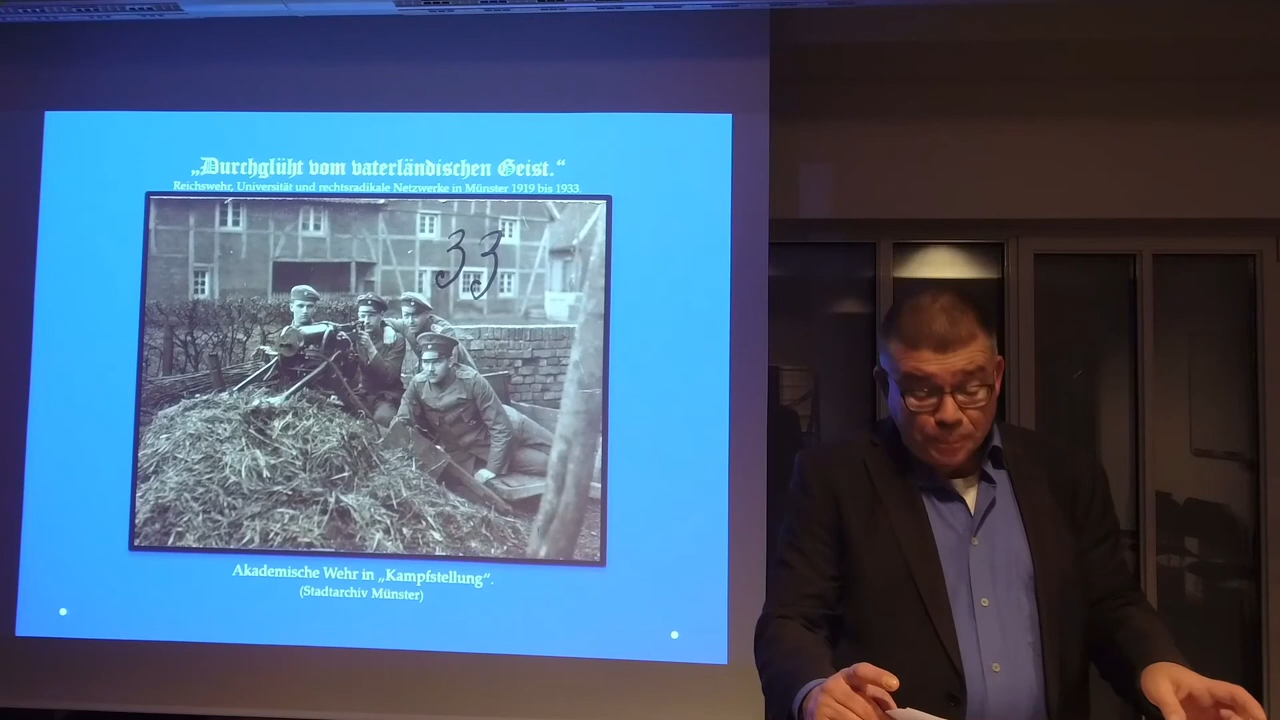 „Durchglüht vom vaterländischen Geist.“
Reichswehr, Universität und rechtsradikale Netzwerke in Münster 1919 bis 1933.
33
Akademische Wehr in „Kampfstellung“.
(Stadtarchiv Münster)